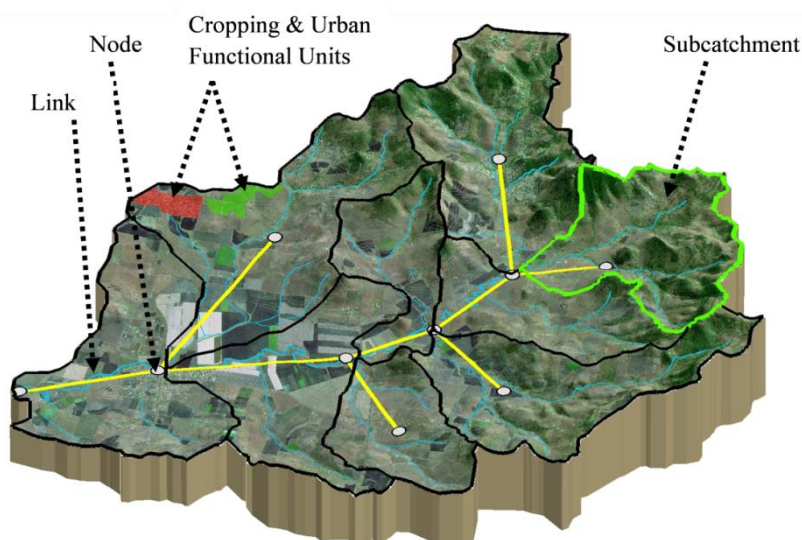 Cropping & Urban
Functional Units
Node
Subcatchment
Link